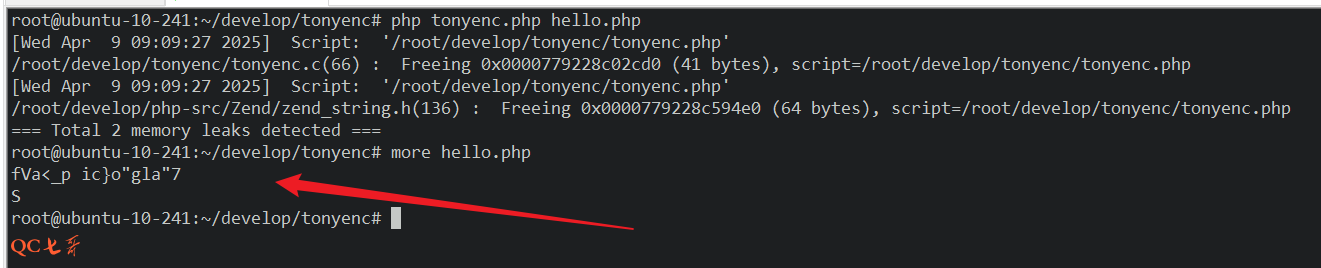 root@ubuntu-10-241:~/develop/tonyenc# php tonyenc.php hello.php
[Wed Apr  9 09:09:27 2025]  Script:  '/root/develop/tonyenc/tonyenc.php'
/root/develop/tonyenc/tonyenc.c(66) :  Freeing 0x0000779228c02cd0 (41 bytes), script=/root/develop/tonyenc/tonyenc.php
[Wed Apr  9 09:09:27 2025]  Script:  '/root/develop/tonyenc/tonyenc.php'
/root/develop/php-src/Zend/zend_string.h(136) :  Freeing 0x0000779228c594e0 (64 bytes), script=/root/develop/tonyenc/tonyenc.php
=== Total 2 memory leaks detected ===
root@ubuntu-10-241:~/develop/tonyenc# more hello.php
fVa<_p ic}o"gla"7
S
root@ubuntu-10-241:~/develop/tonyenc#
QC七哥